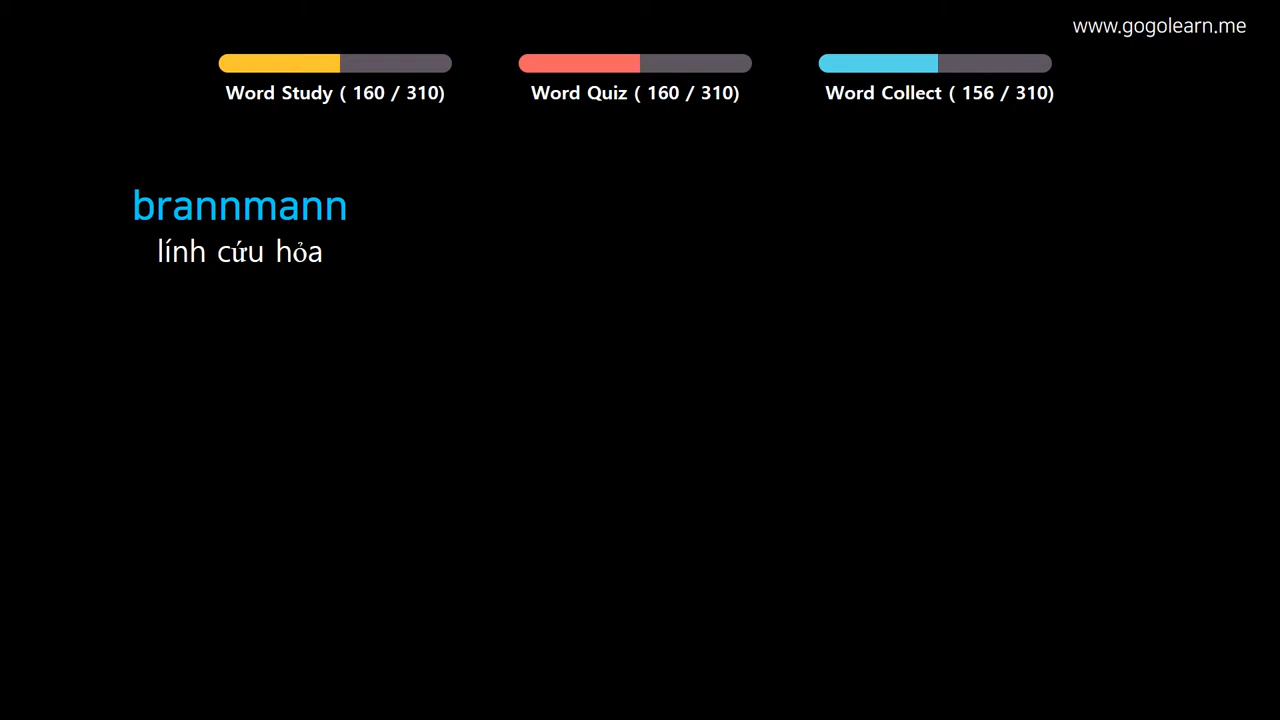 www.gogolearn.me
Word Study ( 160 / 310)
Word Quiz ( 160 / 310)
Word Collect ( 156 / 310)
brannmann
lính cứu hỏa